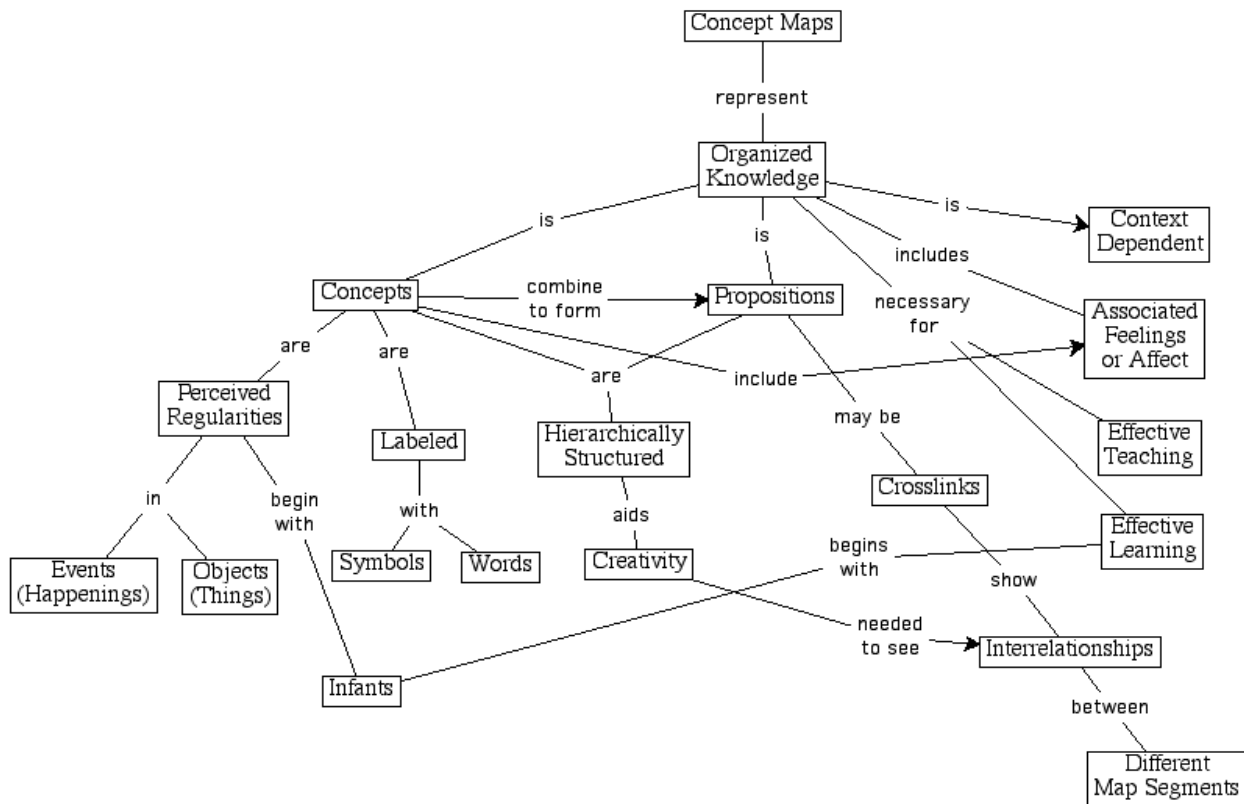 Concept Maps
represent
Organized
Knowledge
is
is
is
Context
Dependent
includes
Concepts
combine
to form
Propositions
necessary
for
Associated
Feelings
or Affect
are
are
are
include
Perceived
Regularities
may be
Labeled
Hierarchically
Structured
Effective
Teaching
in
begin
with
with
aids
Crosslinks
Effective
Learning
Events
(Happenings)
Objects
(Things)
Symbols
Words
Creativity
begins
with
show
needed
to see
Interrelationships
Infants
between
Different
Map Segments